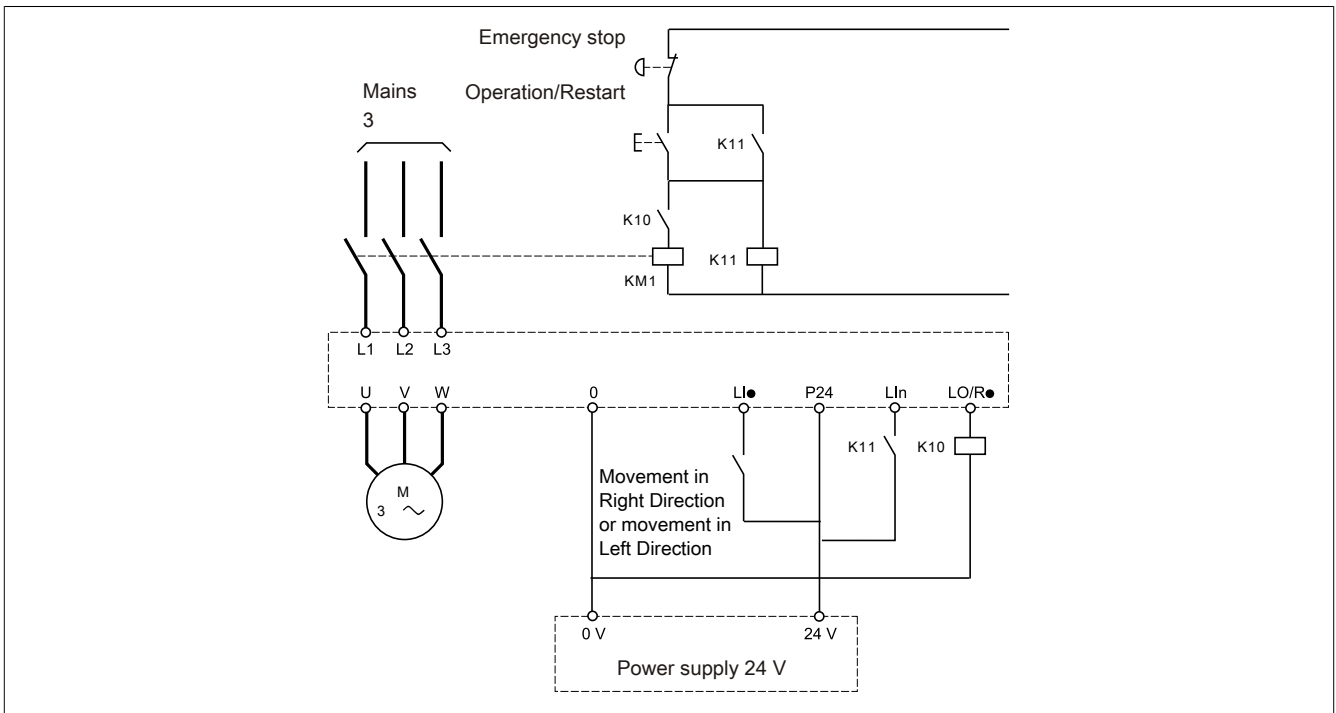 Emergency stop
Mains
3
Operation/Restart
K11
K10
K11
KM1
L1 L2 L3
U V W 0 LI● P24 LIn LO/R●
K11 K10
Movement in
Right Direction
or movement in
Left Direction
M
3
0 V 24 V
Power supply 24 V